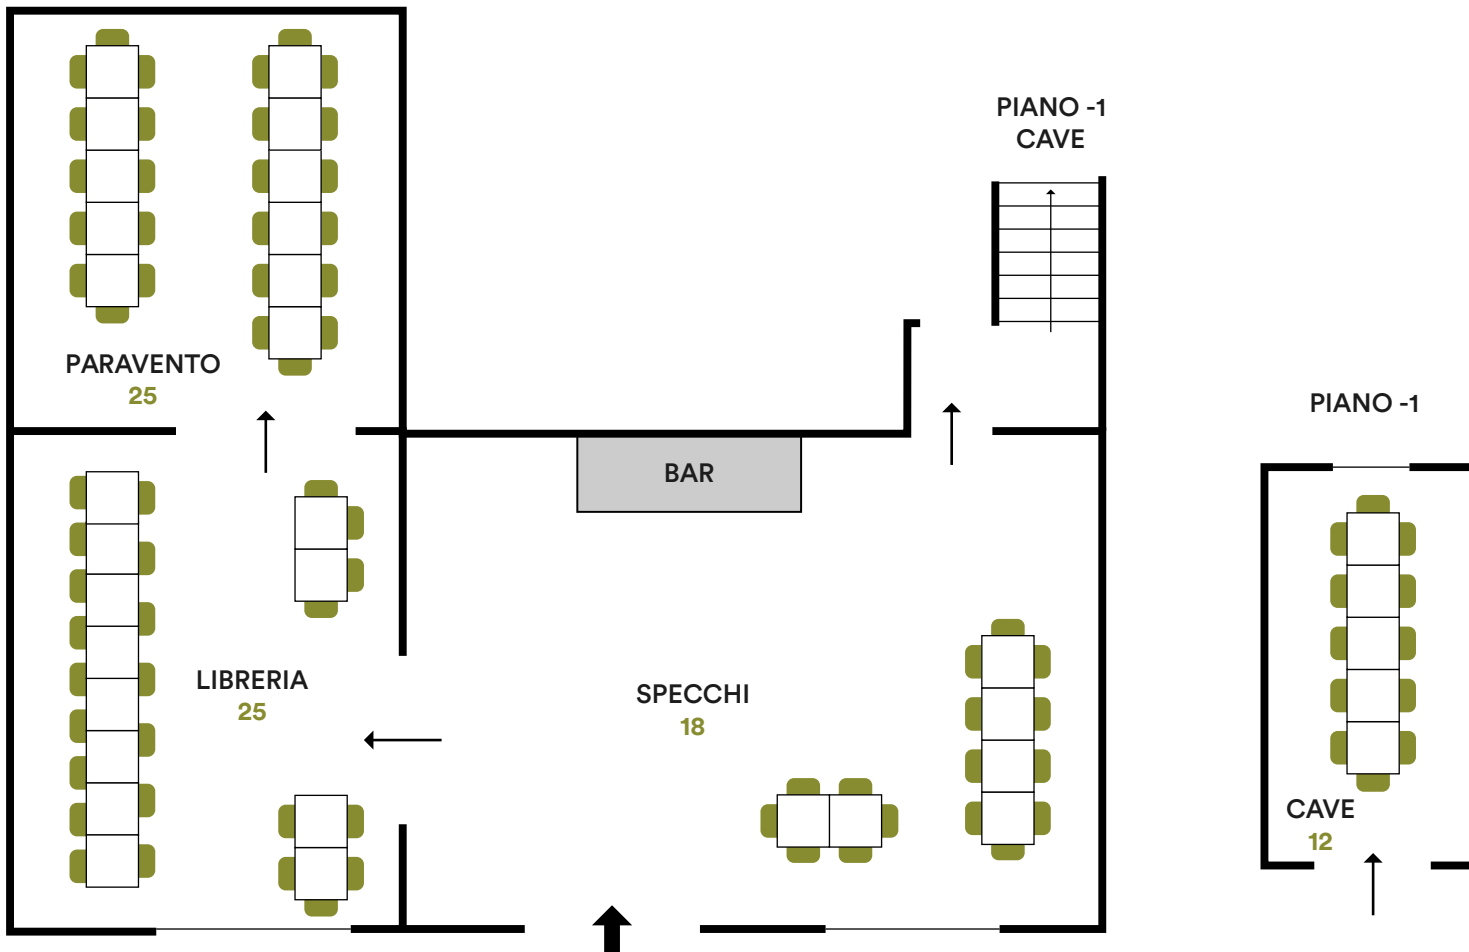 PIANO -1
CAVE
PARAVENTO
25
PIANO -1
BAR
LIBRERIA
25
SPECCHI
18
CAVE
12